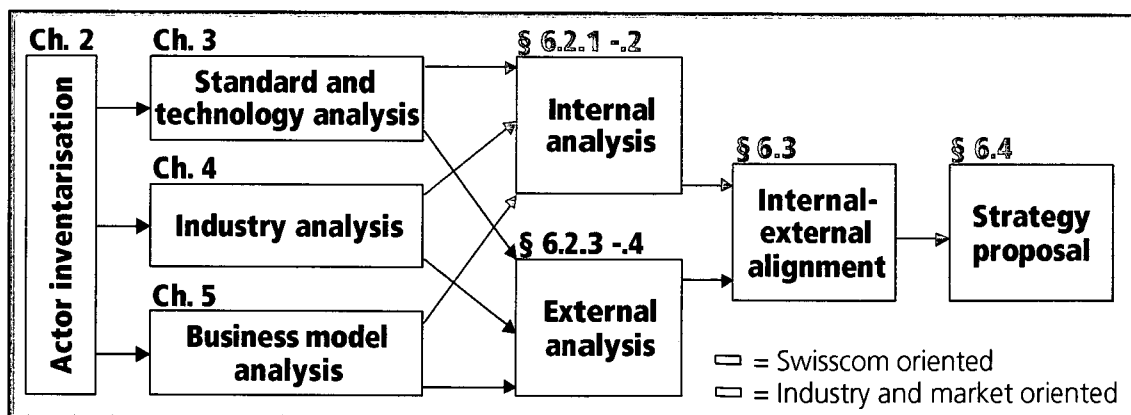 Ch. 2
Actor inventarisation
Ch. 3
Standard and
technology analysis
Ch. 4
Industry analysis
Ch. 5
Business model
analysis
§ 6.2.1 -.2
Internal
analysis
§ 6.2.3 -.4
External
analysis
§ 6.3
Internal-
external
alignment
§ 6.4
Strategy
proposal
= Swisscom oriented
= Industry and market oriented